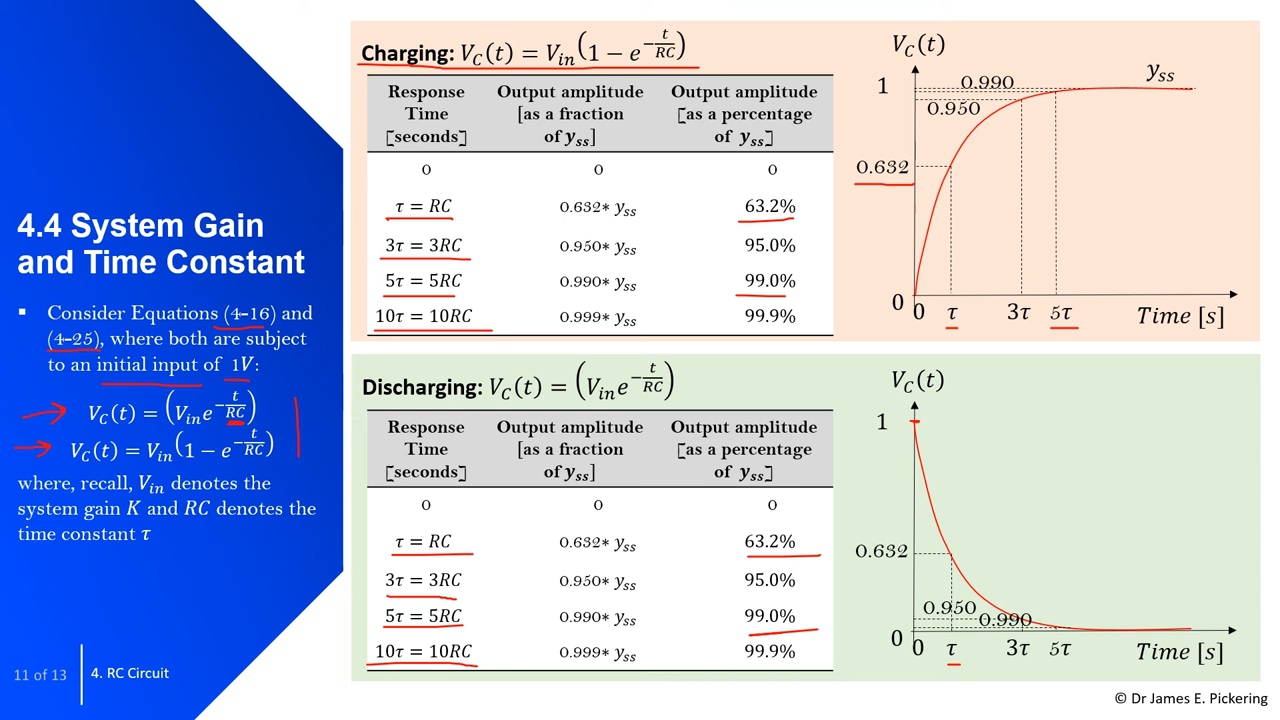 4.4 System Gain
and Time Constant
▪ Consider Equations (4-16) and
(4-25), where both are subject
to an initial input of 1V:
V_C(t) = (V_in e^{-t/RC})
V_C(t) = V_in(1 − e^{-t/RC})
where, recall, V_in denotes the
system gain K and RC denotes the
time constant τ
11 of 13
4. RC Circuit
Charging: V_C(t) = V_in(1 − e^{-t/RC})
Response Time [seconds] Output amplitude [as a fraction of y_ss] Output amplitude [as a percentage of y_ss]
0 0 0
τ = RC 0.632* y_ss 63.2%
3τ = 3RC 0.950* y_ss 95.0%
5τ = 5RC 0.990* y_ss 99.0%
10τ = 10RC 0.999* y_ss 99.9%
V_C(t)
1 0.990 y_ss
0.950
0.632
0
0 τ 3τ 5τ Time [s]
Discharging: V_C(t) = (V_in e^{-t/RC})
Response Time [seconds] Output amplitude [as a fraction of y_ss] Output amplitude [as a percentage of y_ss]
0 0 0
τ = RC 0.632* y_ss 63.2%
3τ = 3RC 0.950* y_ss 95.0%
5τ = 5RC 0.990* y_ss 99.0%
10τ = 10RC 0.999* y_ss 99.9%
V_C(t)
1
0.632
0.950
0.990
0
0 τ 3τ 5τ Time [s]
© Dr James E. Pickering